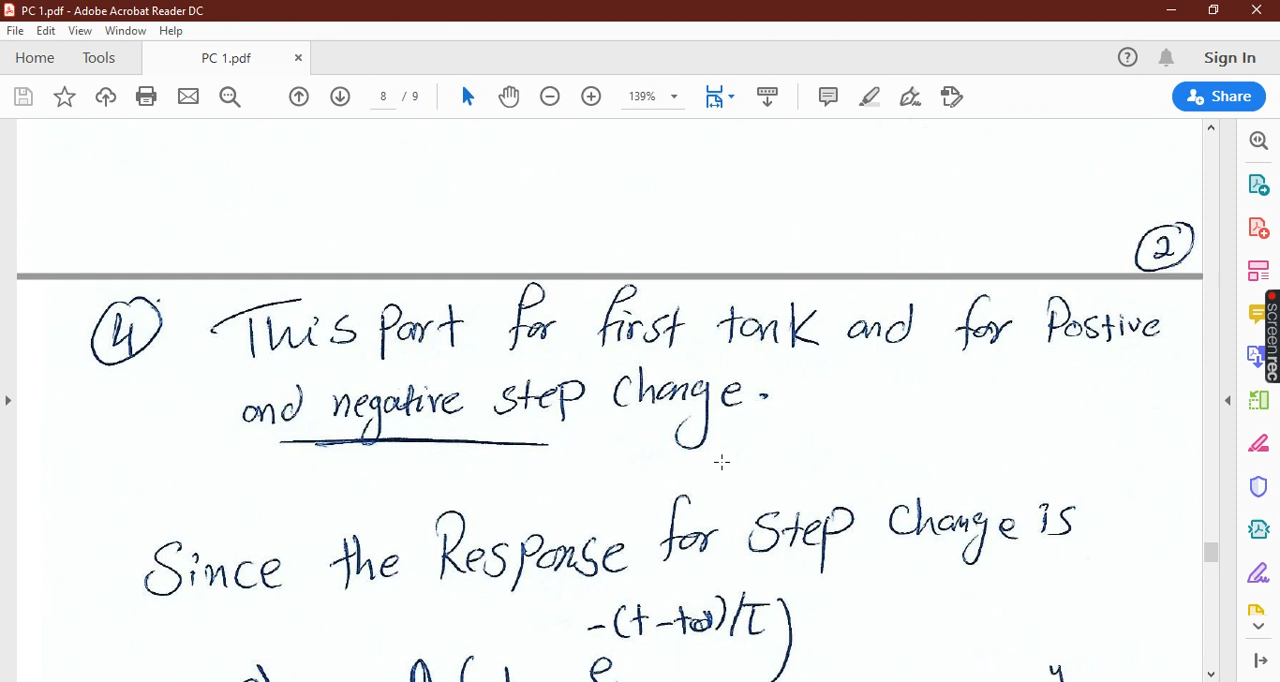 PC 1.pdf - Adobe Acrobat Reader DC
File Edit View Window Help
Home Tools PC 1.pdf × Sign In
8 / 9 139% Share
2
4 This Part for first tank and for Postive
and negative step change.
Since the Response for step change is
-(t-td)/τ)
e
screenrec